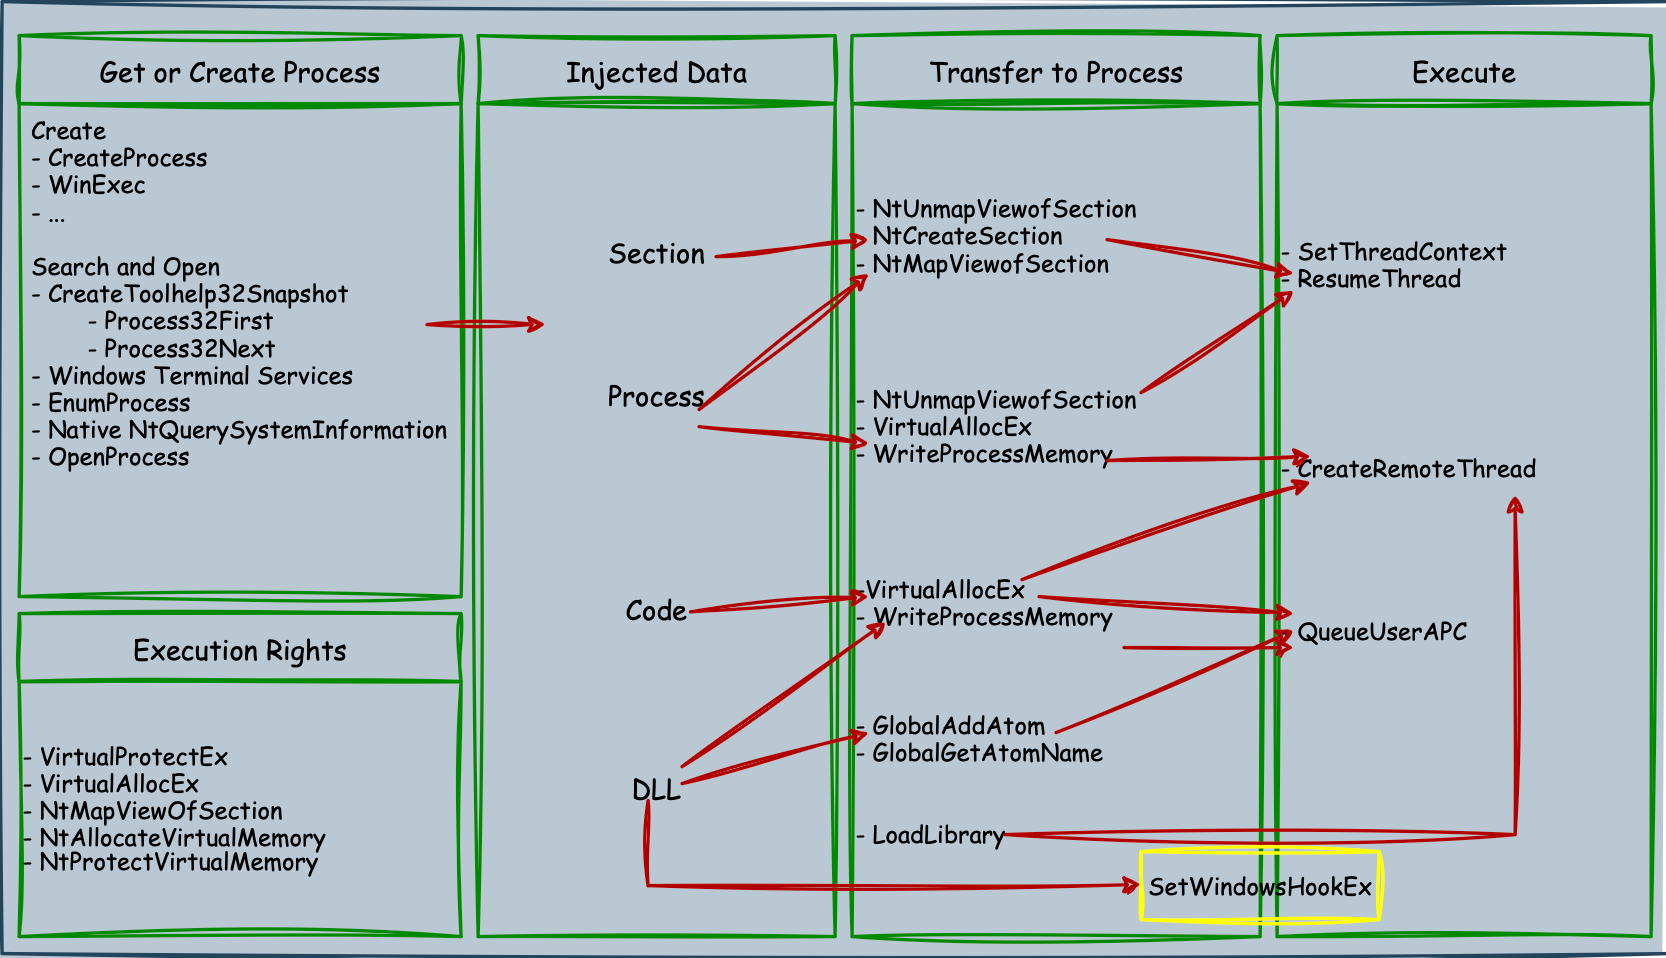 Get or Create Process
Create
- CreateProcess
- WinExec
- ...
Search and Open
- CreateToolhelp32Snapshot
- Process32First
- Process32Next
- Windows Terminal Services
- EnumProcess
- Native NtQuerySystemInformation
- OpenProcess
Execution Rights
- VirtualProtectEx
- VirtualAllocEx
- NtMapViewOfSection
- NtAllocateVirtualMemory
- NtProtectVirtualMemory
Injected Data
Section
Process
Code
DLL
Transfer to Process
- NtUnmapViewofSection
- NtCreateSection
- NtMapViewofSection
- NtUnmapViewofSection
- VirtualAllocEx
- WriteProcessMemory
-VirtualAllocEx
- WriteProcessMemory
- GlobalAddAtom
- GlobalGetAtomName
- LoadLibrary
SetWindowsHookEx
Execute
- SetThreadContext
- ResumeThread
- CreateRemoteThread
- QueueUserAPC